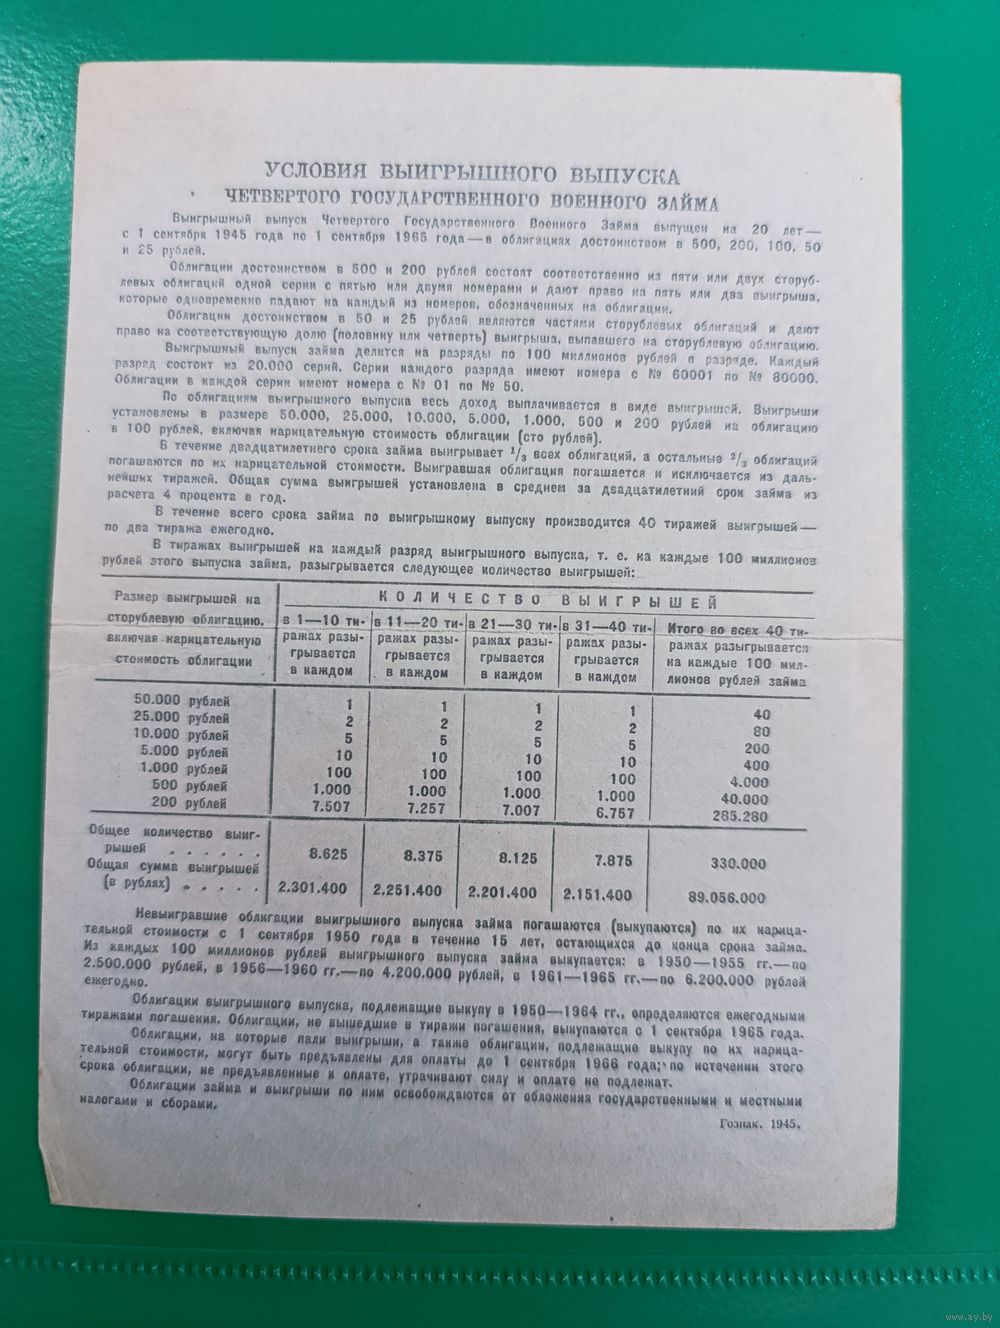 УСЛОВИЯ ВЫИГРЫШНОГО ВЫПУСКА
ЧЕТВЕРТОГО ГОСУДАРСТВЕННОГО ВОЕННОГО ЗАЙМА
Выигрышный выпуск Четвертого Государственного Военного Займа выпущен на 20 лет—
с 1 сентября 1945 года по 1 сентября 1965 года—в облигациях достоинством в 500, 200, 100, 50
и 25 рублей.
Облигации достоинством в 500 и 200 рублей состоят соответственно из пяти или двух сторуб-
левых облигаций одной серии с пятью или двумя номерами и дают право на пять или два выигрыша,
которые одновременно падают на каждый из номеров, обозначенных на облигации.
Облигации достоинством в 50 и 25 рублей являются частями сторублевых облигаций и дают
право на соответствующую долю (половину или четверть) выигрыша, выпавшего на сторублевую облигацию.
Выигрышный выпуск займа делится на разряды по 100 миллионов рублей в разряде. Каждый
разряд состоит из 20.000 серий. Серии каждого разряда имеют номера с № 60001 по № 80000.
Облигации в каждой серии имеют номера с № 01 по № 50.
По облигациям выигрышного выпуска весь доход выплачивается в виде выигрышей. Выигрыши
установлены в размере 50.000, 25.000, 10.000, 5.000, 1.000, 500 и 200 рублей на облигацию
в 100 рублей, включая нарицательную стоимость облигации (сто рублей).
В течение двадцатилетнего срока займа выигрывает 1/3 всех облигаций, а остальные 2/3 облигаций
погашаются по их нарицательной стоимости. Выигравшая облигация погашается и исключается из даль-
нейших тиражей. Общая сумма выигрышей установлена в среднем за двадцатилетний срок займа из
расчета 4 процента в год.
В течение всего срока займа по выигрышному выпуску производится 40 тиражей выигрышей—
по два тиража ежегодно.
В тиражах выигрышей на каждый разряд выигрышного выпуска, т. е. на каждые 100 миллионов
рублей этого выпуска займа, разыгрывается следующее количество выигрышей:
Размер выигрышей на
сторублевую облигацию,
включая нарицательную
стоимость облигации
КОЛИЧЕСТВО ВЫИГРЫШЕЙ
в 1—10 ти-
ражах разы-
грывается
в каждом
в 11—20 ти-
ражах разы-
грывается
в каждом
в 21—30 ти-
ражах разы-
грывается
в каждом
в 31—40 ти-
ражах разы-
грывается
в каждом
Итого во всех 40 ти-
ражах разыгрывается
на каждые 100 мил-
лионов рублей займа
50.000 рублей 1 1 1 1 40
25.000 рублей 2 2 2 2 80
10.000 рублей 5 5 5 5 200
5.000 рублей 10 10 10 10 400
1.000 рублей 100 100 100 100 4.000
500 рублей 1.000 1.000 1.000 1.000 40.000
200 рублей 7.507 7.257 7.007 6.757 285.280
Общее количество выиг-
рышей . . . . . . 8.625 8.375 8.125 7.875 330.000
Общая сумма выигрышей
(в рублях) . . . . . 2.301.400 2.251.400 2.201.400 2.151.400 89.056.000
Невыигравшие облигации выигрышного выпуска займа погашаются (выкупаются) по их нарица-
тельной стоимости с 1 сентября 1950 года в течение 15 лет, остающихся до конца срока займа.
Из каждых 100 миллионов рублей выигрышного выпуска займа выкупается: в 1950—1955 гг.—по
2.500.000 рублей, в 1956—1960 гг.—по 4.200.000 рублей, в 1961—1965 гг.—по 6.200.000 рублей
ежегодно.
Облигации выигрышного выпуска, подлежащие выкупу в 1950—1964 гг., определяются ежегодными
тиражами погашения. Облигации, не вышедшие в тиражи погашения, выкупаются с 1 сентября 1965 года.
Облигации, на которые пали выигрыши, а также облигации, подлежащие выкупу по их нарица-
тельной стоимости, могут быть предъявлены для оплаты до 1 сентября 1966 года; по истечении этого
срока облигации, не предъявленные к оплате, утрачивают силу и оплате не подлежат.
Облигации займа и выигрыши по ним освобождаются от обложения государственными и местными
налогами и сборами.
Гознак. 1945.
www.ay.by